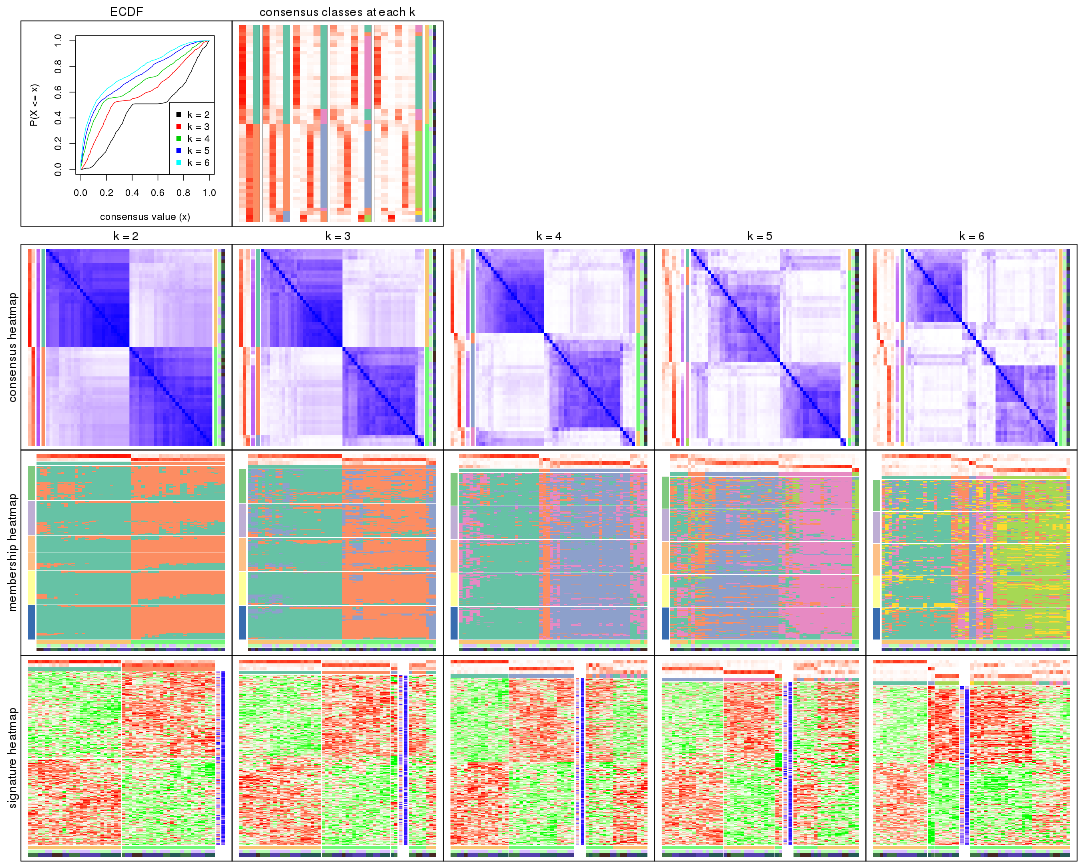 ECDF
consensus classes at each k
P(X <= x)
0.0 0.2 0.4 0.6 0.8 1.0
k = 2
k = 3
k = 4
k = 5
k = 6
0.0 0.2 0.4 0.6 0.8 1.0
consensus value (x)
k = 2 k = 3 k = 4 k = 5 k = 6
consensus heatmap
membership heatmap
signature heatmap